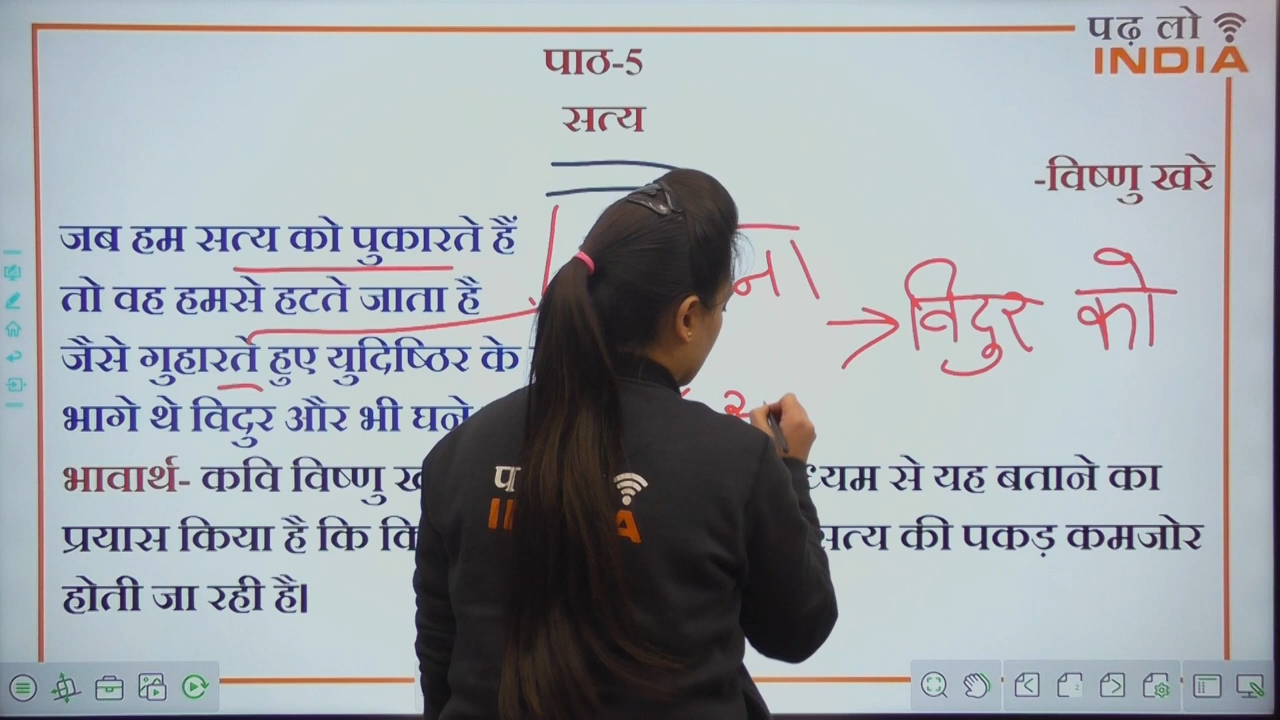 पढ़ लो
INDIA
पाठ-5
सत्य
-विष्णु खरे
जब हम सत्य को पुकारते हैं
तो वह हमसे हटते जाता है
जैसे गुहारते हुए युदिष्ठिर के
विदुर को
भागे थे विदुर और भी घने
भावार्थ- कवि विष्णु माध्यम से यह बताने का
प्रयास किया है कि सत्य की पकड़ कमजोर
होती जा रही है।